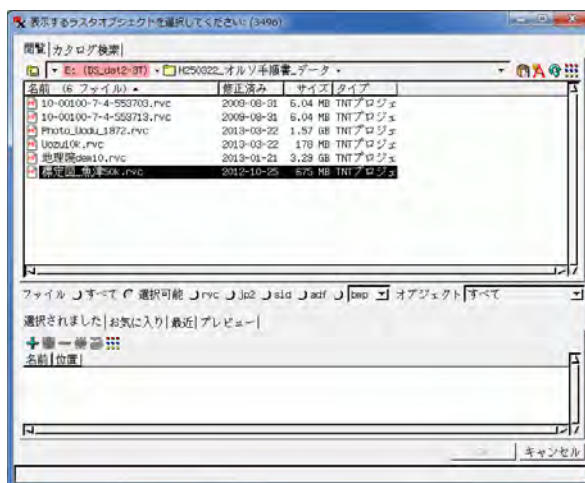 表示するラスタオブジェクトを選択してください: (3496)
閲覧 カタログ検索
E: (DS_dat2-3T) H250322_オルソ手順書_データ
名前 (6 ファイル) 修正済み サイズ タイプ
10-00100-7-4-553703.rvc 2009-08-31 6.04 MB TNTプロジェ
10-00100-7-4-553713.rvc 2009-08-31 6.04 MB TNTプロジェ
Photo_Uodu_1872.rvc 2013-03-22 1.57 GB TNTプロジェ
Uozu10k.rvc 2013-03-22 178 MB TNTプロジェ
地理院dem10.rvc 2013-01-21 3.29 GB TNTプロジェ
標定図_魚津50k.rvc 2012-10-25 675 MB TNTプロジェ
ファイル すべて 選択可能 rvc jp2 sid adf bmp オブジェクト すべて
選択されました お気に入り 最近 プレビュー
名前 位置
キャンセル